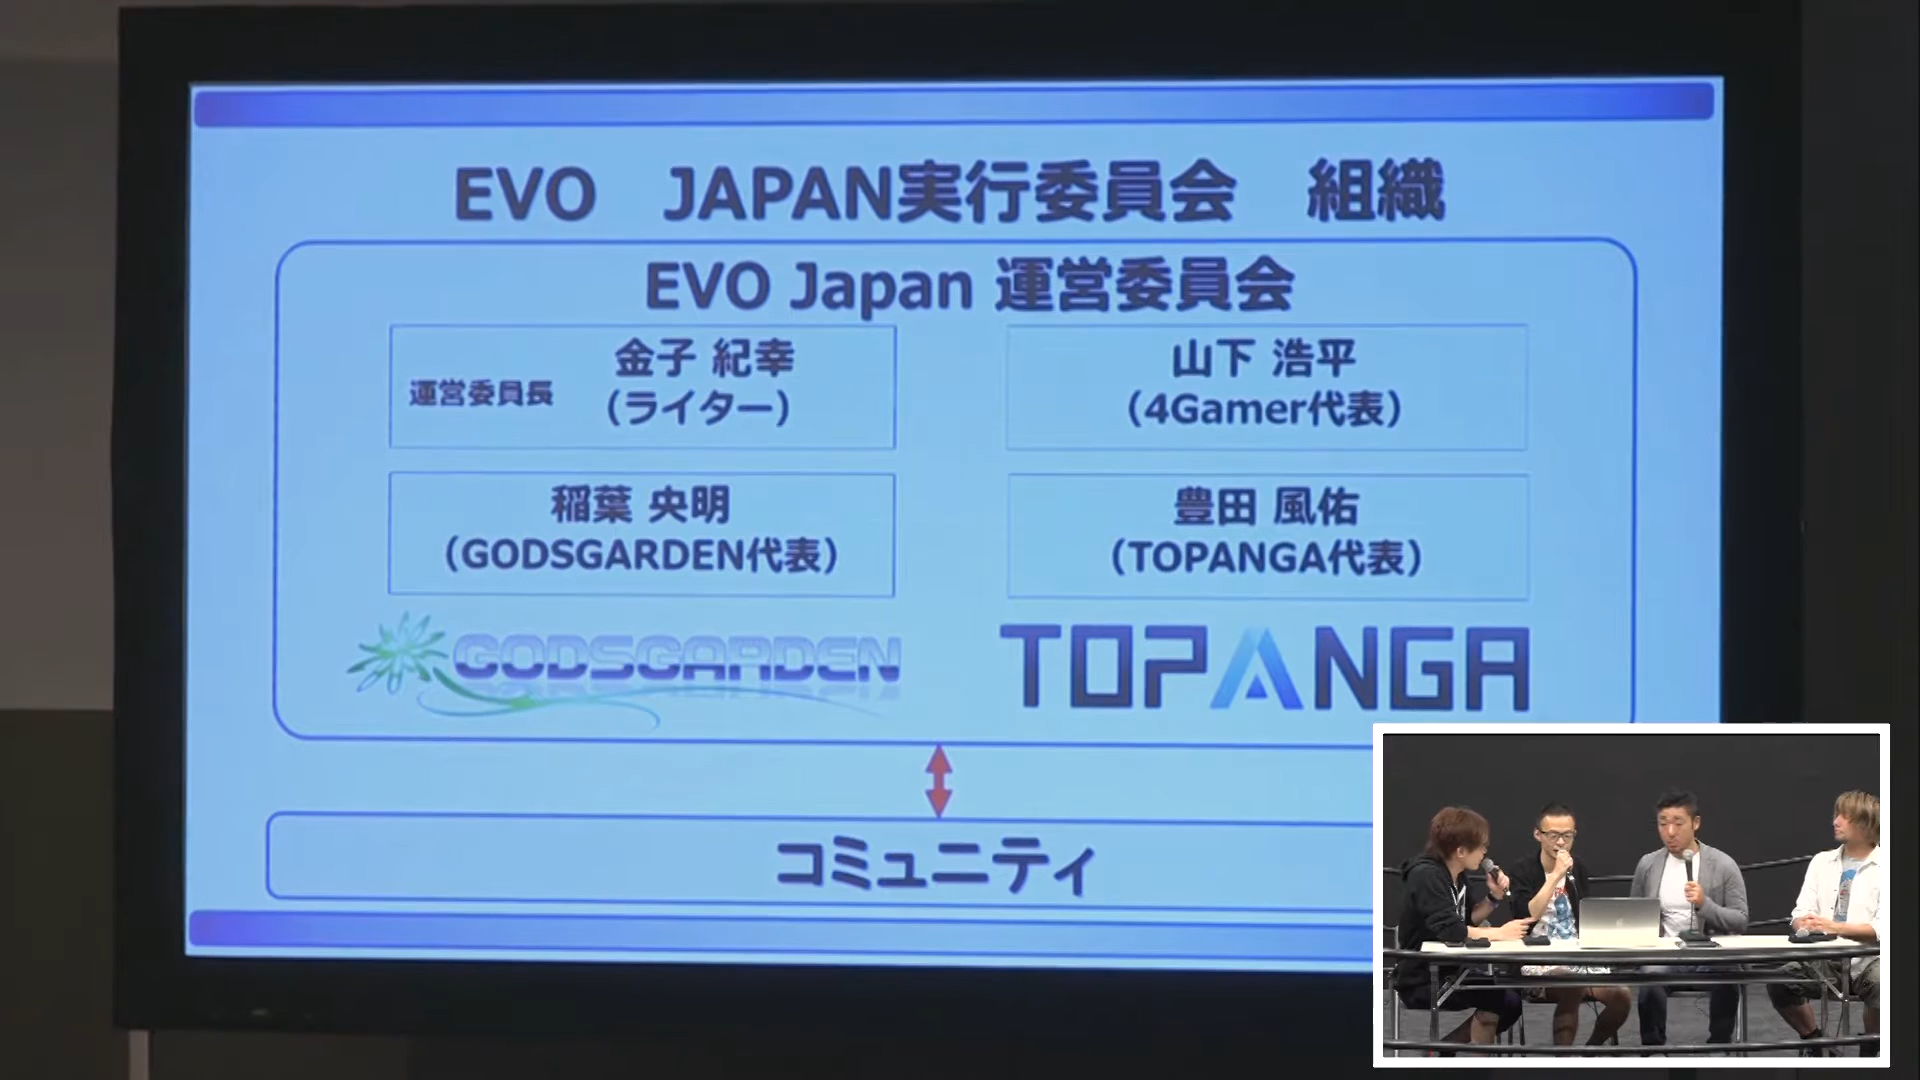 EVO　JAPAN実行委員会　組織
EVO Japan 運営委員会
運営委員長
金子 紀幸
（ライター）
山下 浩平
（4Gamer代表）
稲葉 央明
（GODSGARDEN代表）
豊田 風佑
（TOPANGA代表）
GODSGARDEN
TOPANGA
コミュニティ